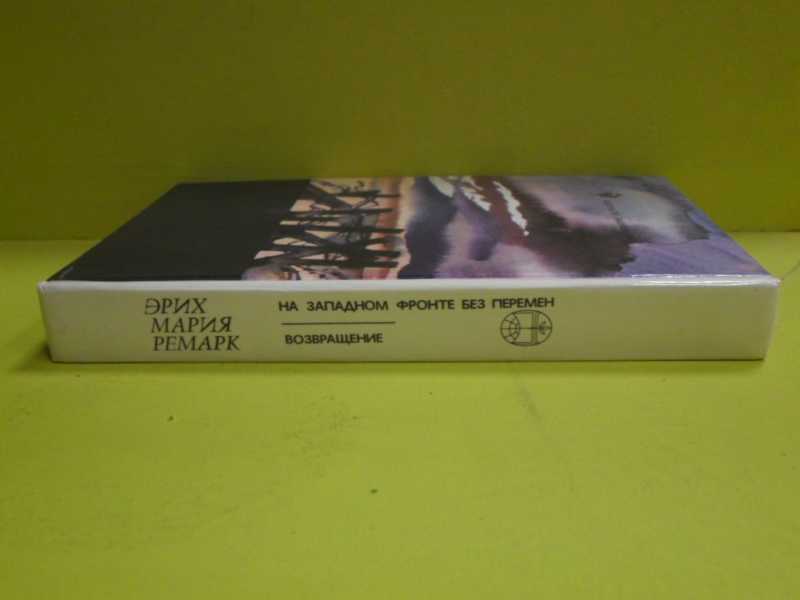 ЭРИХ
МАРИЯ
РЕМАРК
НА ЗАПАДНОМ ФРОНТЕ БЕЗ ПЕРЕМЕН
ВОЗВРАЩЕНИЕ